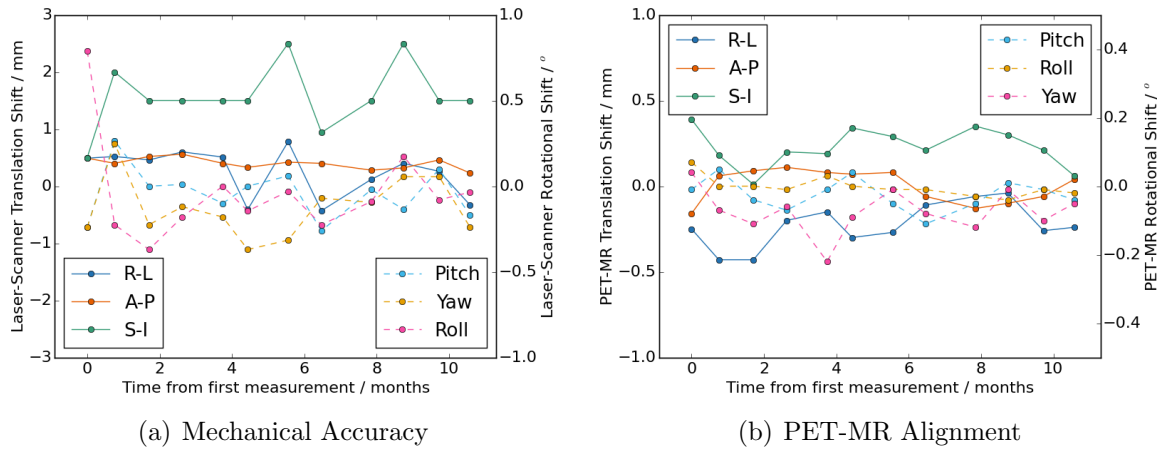 3
2
1
0
−1
−2
−3
Laser-Scanner Translation Shift / mm
1.0
0.5
0.0
−0.5
−1.0
Laser-Scanner Rotational Shift / °
R-L
A-P
S-I
Pitch
Yaw
Roll
0 2 4 6 8 10
Time from first measurement / months
(a) Mechanical Accuracy
1.0
0.5
0.0
−0.5
−1.0
PET-MR Translation Shift / mm
0.4
0.2
0.0
−0.2
−0.4
PET-MR Rotational Shift / °
R-L
A-P
S-I
Pitch
Roll
Yaw
0 2 4 6 8 10
Time from first measurement / months
(b) PET-MR Alignment